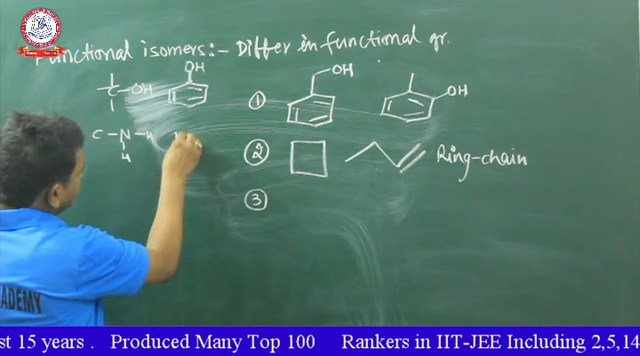 Functional isomers:- Differ in functional gr.
OH
C-OH
① OH
OH
C-N-H
H
② Ring-chain
③
ADEMY
st 15 years . Produced Many Top 100 Rankers in IIT-JEE Including 2,5,14